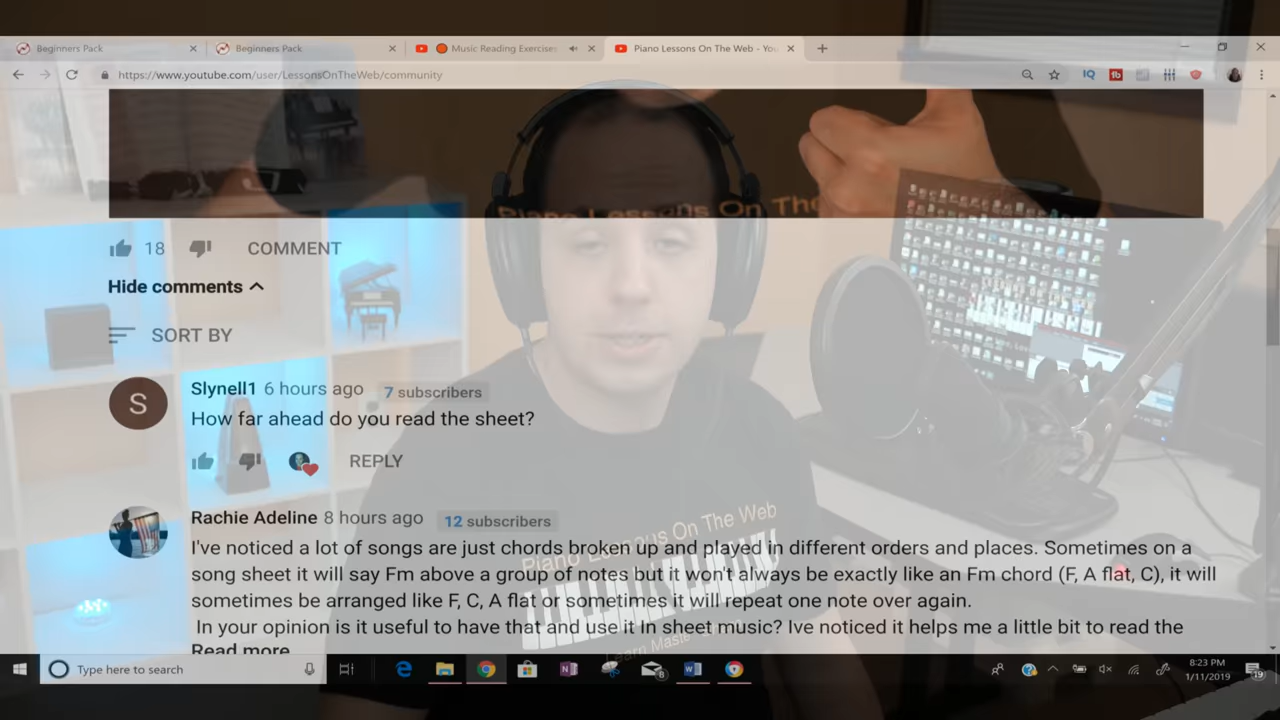 Beginners Pack
Beginners Pack
Music Reading Exercises
Piano Lessons On The Web - You
https://www.youtube.com/user/LessonsOnTheWeb/community
Piano Lessons On The
18 COMMENT
Hide comments
SORT BY
S
Slynell1 6 hours ago 7 subscribers
How far ahead do you read the sheet?
REPLY
Rachie Adeline 8 hours ago 12 subscribers
I've noticed a lot of songs are just chords broken up and played in different orders and places. Sometimes on a
song sheet it will say Fm above a group of notes but it won't always be exactly like an Fm chord (F, A flat, C), it will
sometimes be arranged like F, C, A flat or sometimes it will repeat one note over again.
In your opinion is it useful to have that and use it in sheet music? Ive noticed it helps me a little bit to read the
Read more
Piano Lessons On The Web
Learn Master
Type here to search
8:23 PM
1/11/2019
19